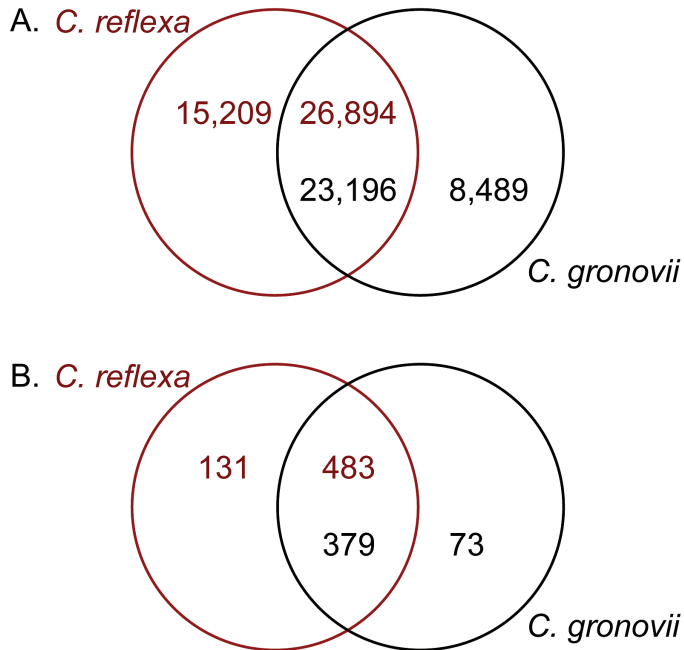 A. C. reflexa
15,209 26,894
23,196 8,489
C. gronovii
B. C. reflexa
131 483
379 73
C. gronovii